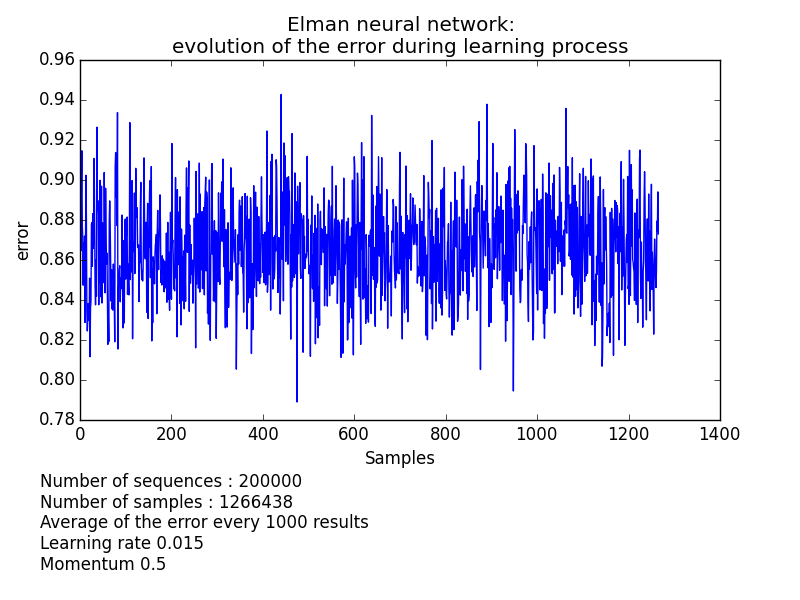 Elman neural network:
evolution of the error during learning process
0.96
0.94
0.92
0.90
0.88
0.86
0.84
0.82
0.80
0.78
error
0 200 400 600 800 1000 1200 1400
Samples
Number of sequences : 200000
Number of samples : 1266438
Average of the error every 1000 results
Learning rate 0.015
Momentum 0.5